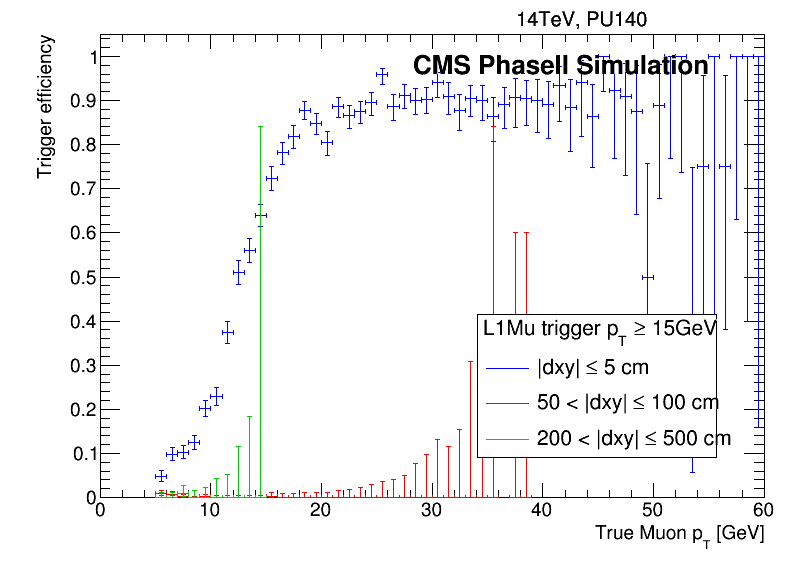 14TeV, PU140
CMS PhaseII Simulation
Trigger efficiency
1
0.9
0.8
0.7
0.6
0.5
0.4
0.3
0.2
0.1
0
L1Mu trigger p_T ≥ 15GeV
|dxy| ≤ 5 cm
50 < |dxy| ≤ 100 cm
200 < |dxy| ≤ 500 cm
0 10 20 30 40 50 60
True Muon p_T [GeV]